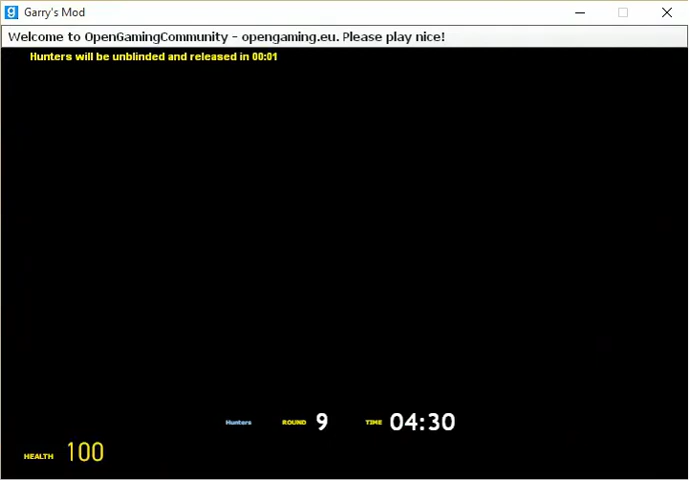 Garry's Mod
Welcome to OpenGamingCommunity - opengaming.eu. Please play nice!
Hunters will be unblinded and released in 00:01
Hunters ROUND 9 TIME 04:30
HEALTH 100